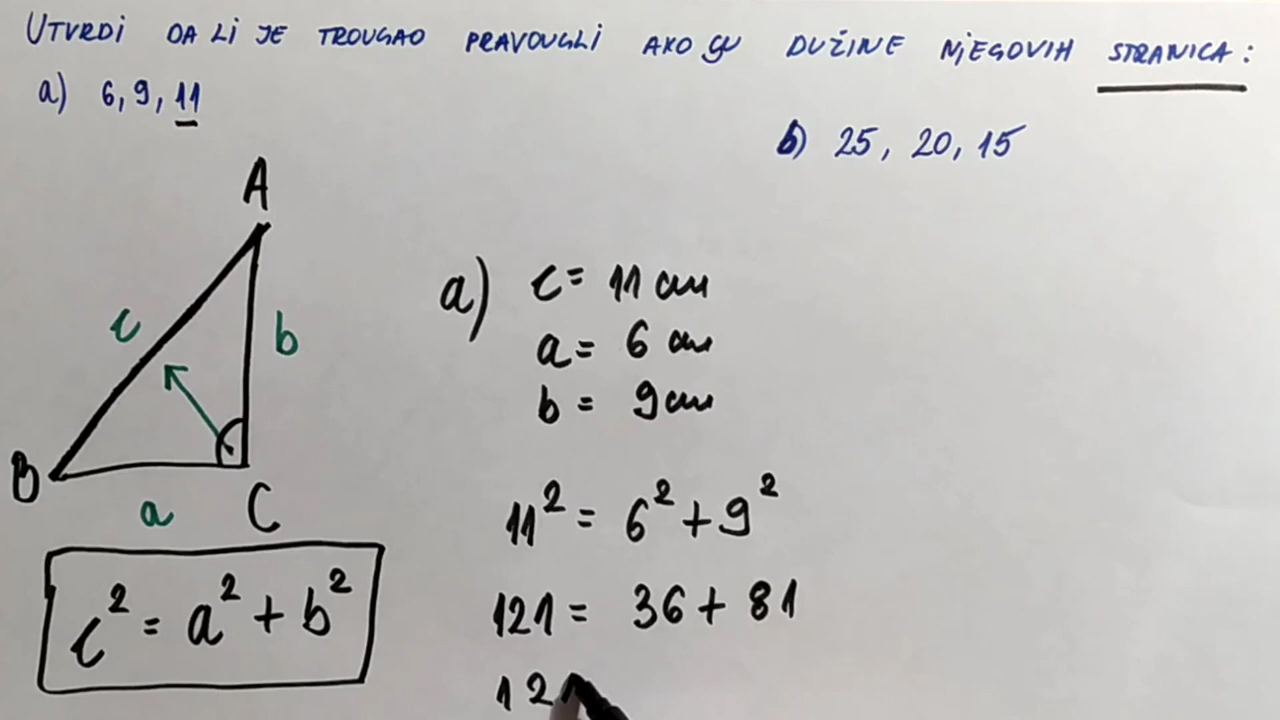 UTVRDI DA LI JE TROUGAO PRAVOUGLI AKO SU DUŽINE NJEGOVIH STRANICA:
a) 6, 9, 11
b) 25, 20, 15
A
c
b
B
a
C
c² = a² + b²
a) c = 11 cm
a = 6 cm
b = 9 cm
11² = 6² + 9²
121 = 36 + 81
12